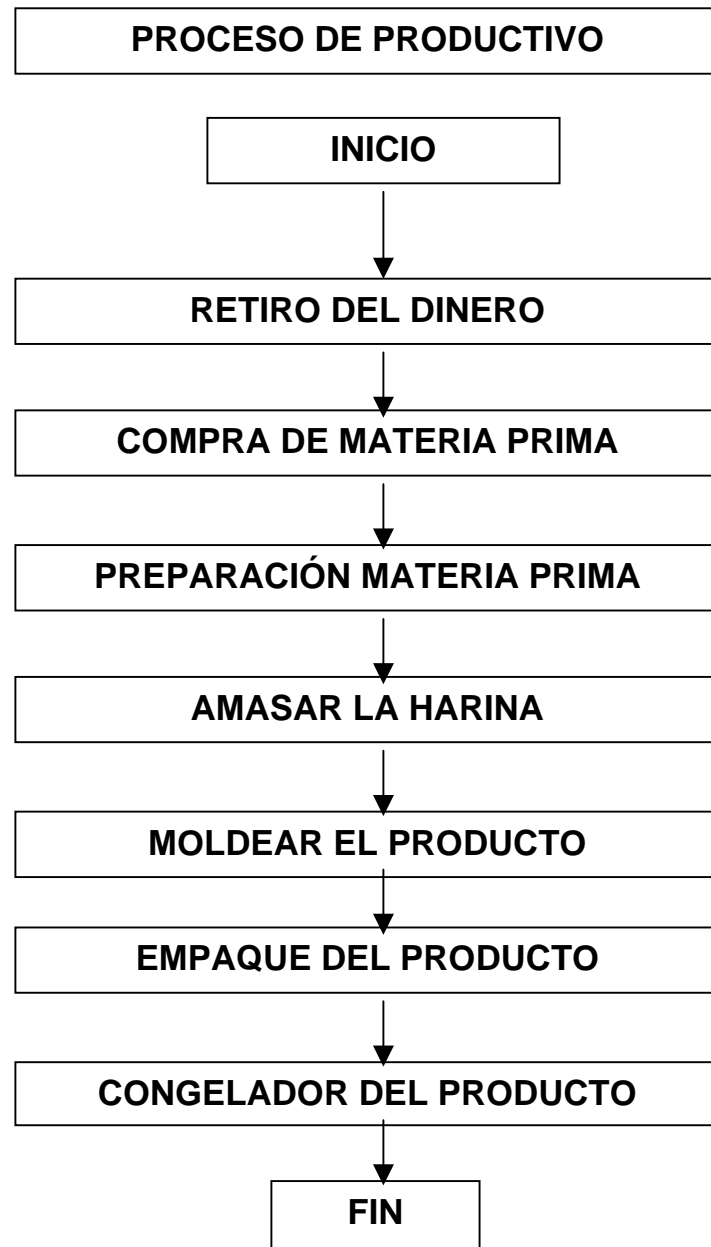 PROCESO DE PRODUCTIVO
INICIO
RETIRO DEL DINERO
COMPRA DE MATERIA PRIMA
PREPARACIÓN MATERIA PRIMA
AMASAR LA HARINA
MOLDEAR EL PRODUCTO
EMPAQUE DEL PRODUCTO
CONGELADOR DEL PRODUCTO
FIN